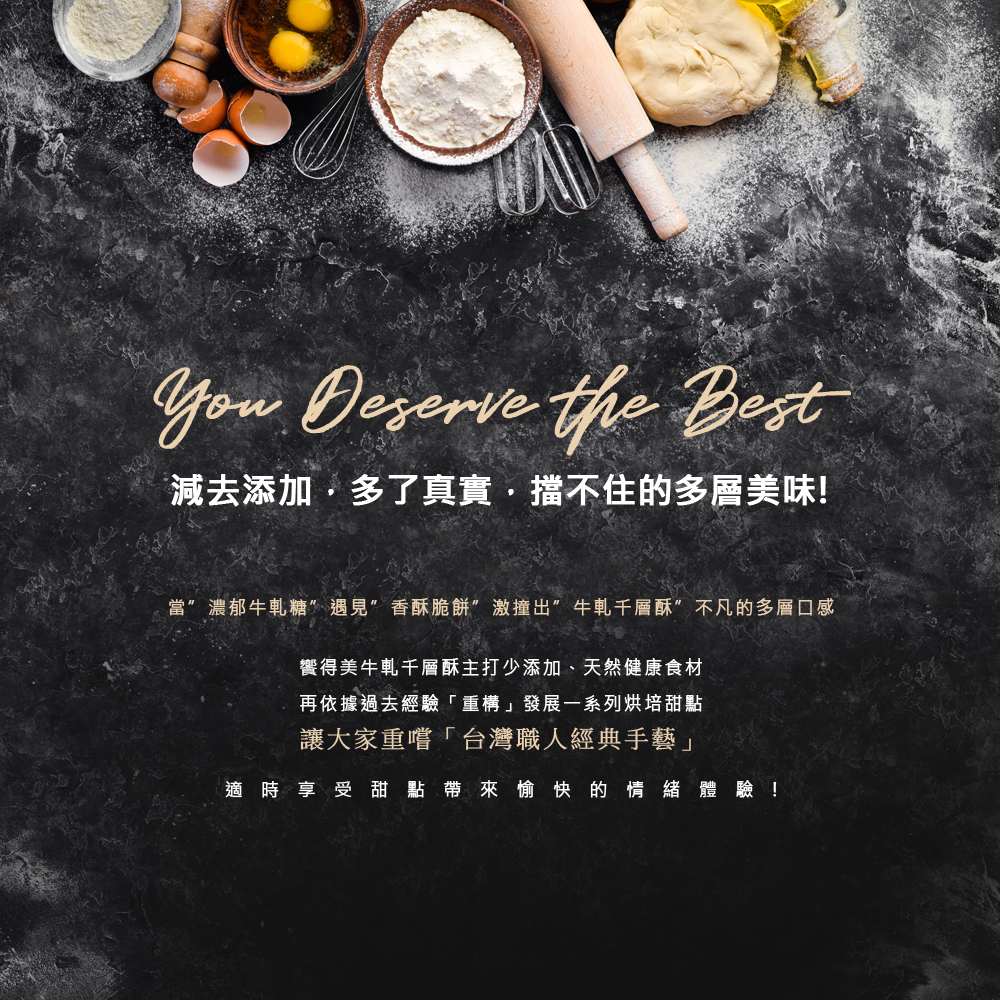 You Deserve the Best
減去添加，多了真實，擋不住的多層美味!
當”濃郁牛軋糖”遇見”香酥脆餅”激撞出”牛軋千層酥”不凡的多層口感
饗得美牛軋千層酥主打少添加、天然健康食材
再依據過去經驗「重構」發展一系列烘培甜點
讓大家重嚐「台灣職人經典手藝」
適時享受甜點帶來愉快的情緒體驗！